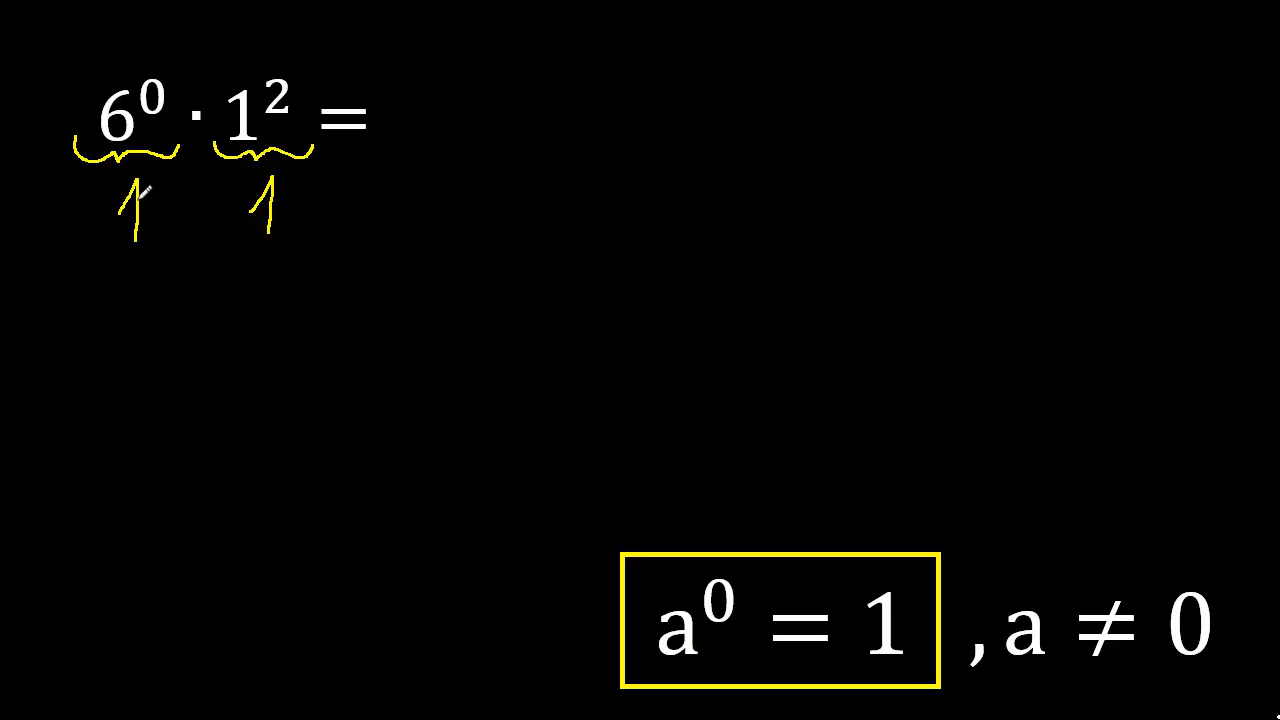 6⁰ · 1² =
1 1
a⁰ = 1 , a ≠ 0